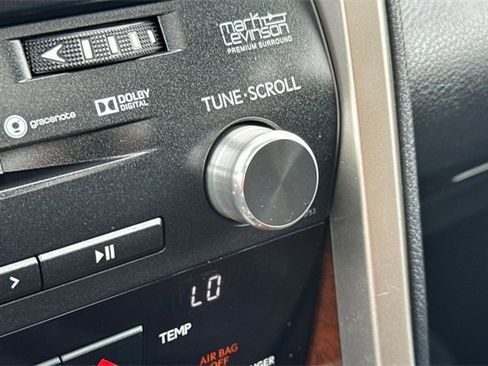 mark
levinson
PREMIUM SURROUND
DOLBY
DIGITAL
gracenote
TUNE•SCROLL
>
LO
TEMP
AIR BAG
OFF